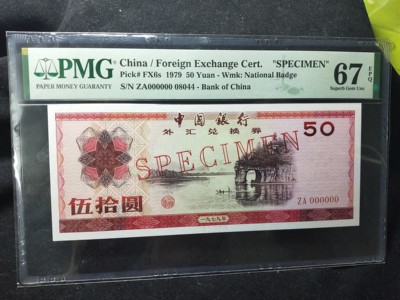 PMG
PAPER MONEY GUARANTY
China / Foreign Exchange Cert. "SPECIMEN"
Pick# FX6s 1979 50 Yuan - Wmk: National Badge
S/N ZA000000 08044 - Bank of China
67 EPQ
Superb Gem Unc
中国银行
外汇兑换券
50
SPECIMEN
伍拾圆
ZA 000000
一九七九年